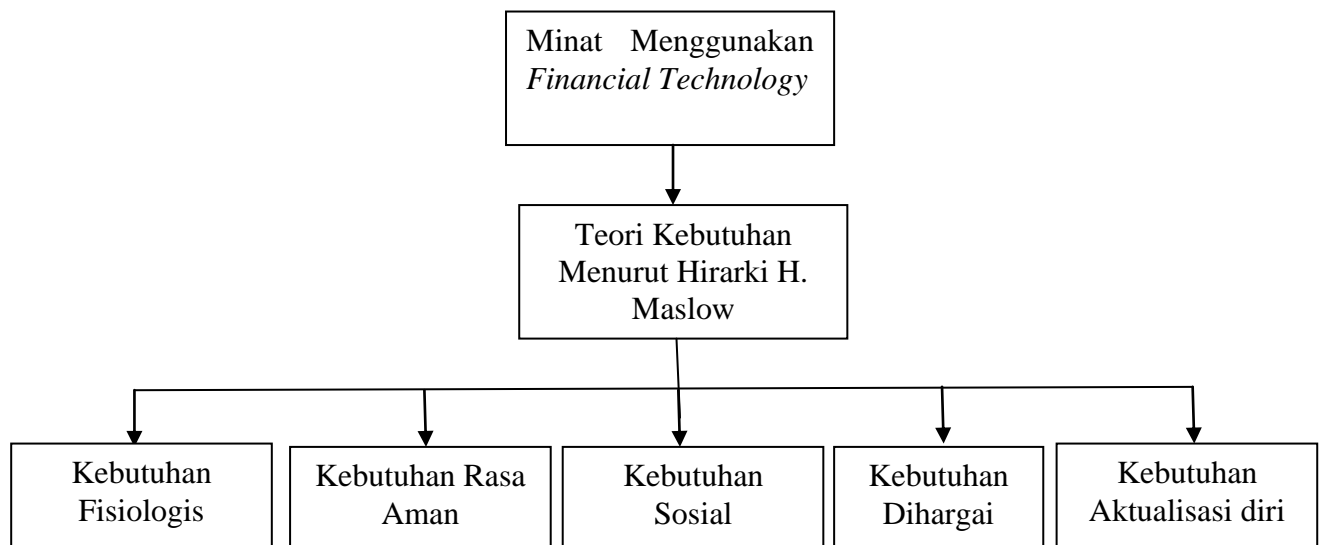 Minat Menggunakan
Financial Technology
Teori Kebutuhan
Menurut Hirarki H.
Maslow
Kebutuhan
Fisiologis
Kebutuhan Rasa
Aman
Kebutuhan
Sosial
Kebutuhan
Dihargai
Kebutuhan
Aktualisasi diri